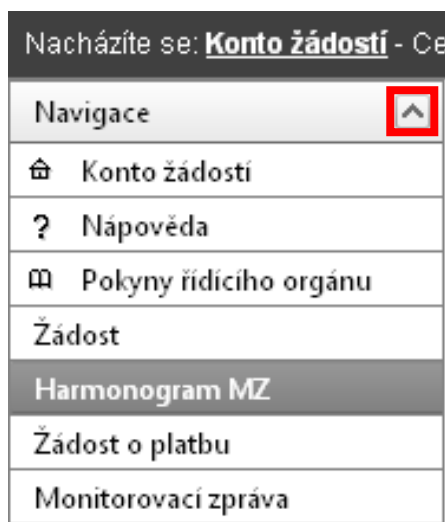 Nacházíte se: Konto žádostí - Ce
Navigace
Konto žádostí
? Nápověda
Pokyny řídícího orgánu
Žádost
Harmonogram MZ
Žádost o platbu
Monitorovací zpráva